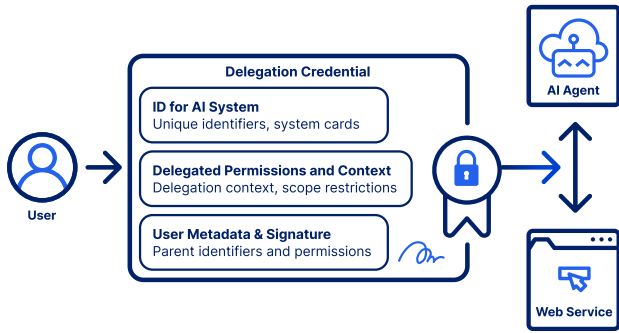 Delegation Credential
ID for AI System
Unique identifiers, system cards
Delegated Permissions and Context
Delegation context, scope restrictions
User Metadata & Signature
Parent identifiers and permissions
User
AI Agent
Web Service